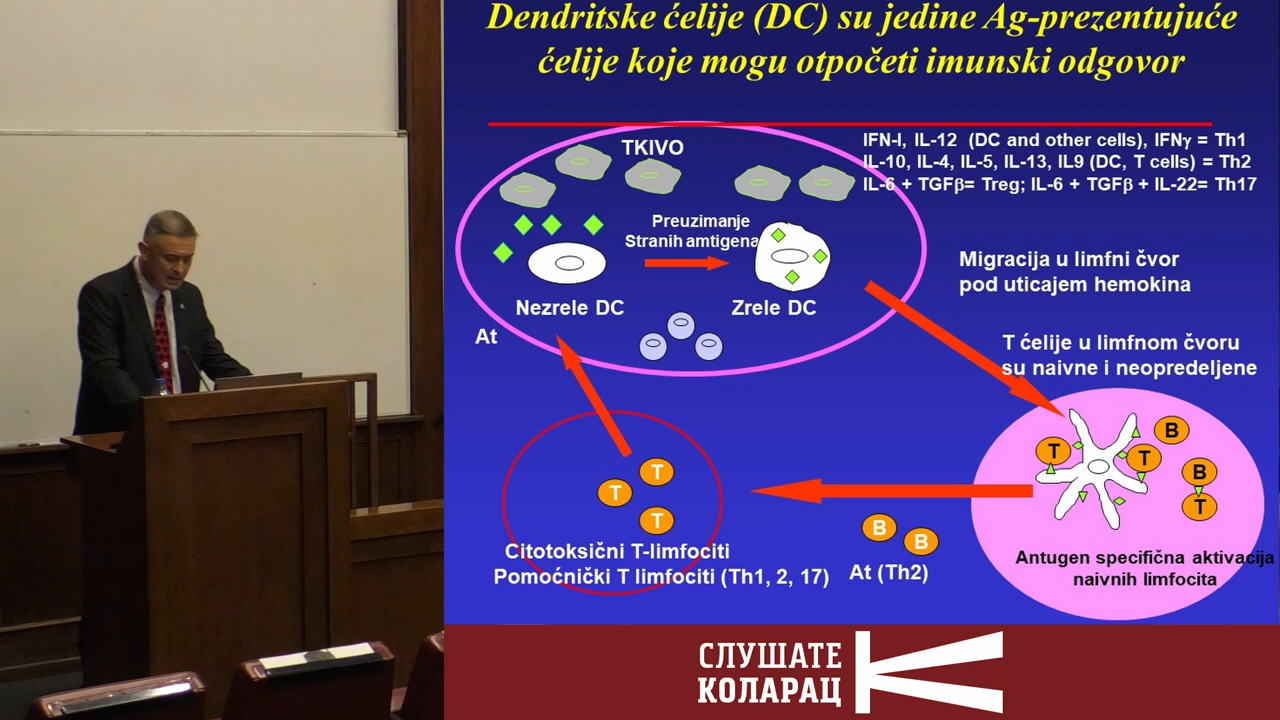 Dendritske ćelije (DC) su jedine Ag-prezentujuće
ćelije koje mogu otpočeti imunski odgovor
TKIVO
IFN-I, IL-12 (DC and other cells), IFNγ = Th1
IL-10, IL-4, IL-5, IL-13, IL9 (DC, T cells) = Th2
IL-6 + TGFβ= Treg; IL-6 + TGFβ + IL-22= Th17
Preuzimanje
Stranih amtigena
Nezrele DC
Zrele DC
At
Migracija u limfni čvor
pod uticajem hemokina
T ćelije u limfnom čvoru
su naivne i neopredeljene
T
T
B
B
T
T
T
T
B
B
Citotoksični T-limfociti
Pomoćnički T limfociti (Th1, 2, 17)
At (Th2)
Antugen specifična aktivacija
naivnih limfocita
СЛУШАТЕ
КОЛАРАЦ